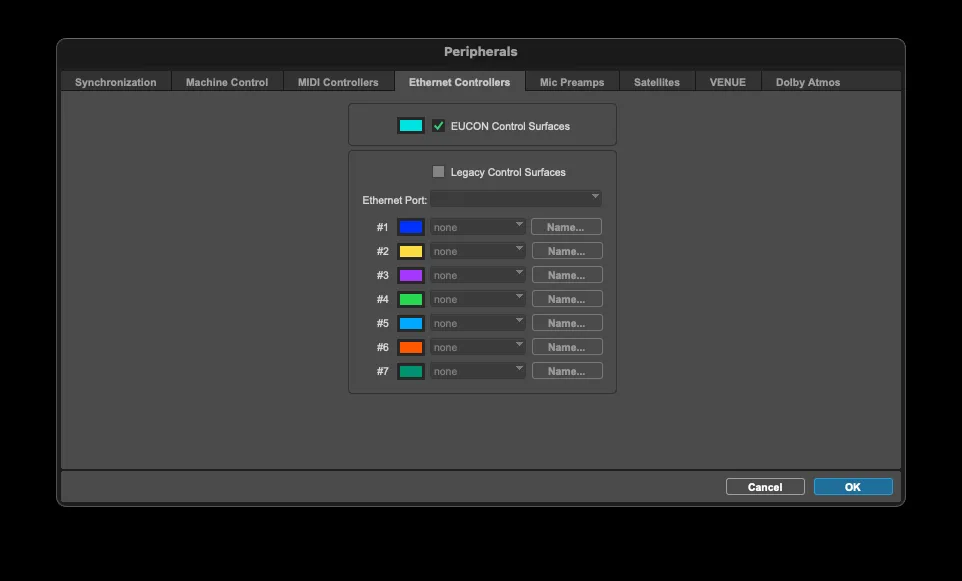 Peripherals
Synchronization Machine Control MIDI Controllers Ethernet Controllers Mic Preamps Satellites VENUE Dolby Atmos
EUCON Control Surfaces
Legacy Control Surfaces
Ethernet Port:
#1 none Name...
#2 none Name...
#3 none Name...
#4 none Name...
#5 none Name...
#6 none Name...
#7 none Name...
Cancel OK